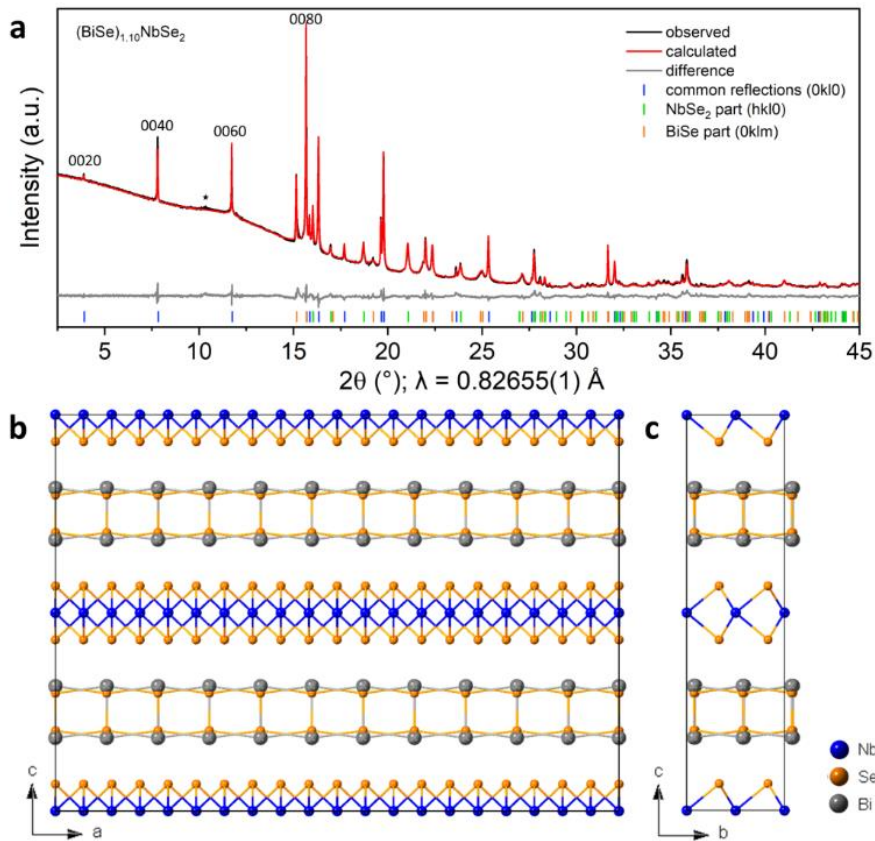 a
(BiSe)1.10NbSe2
0080
observed
calculated
difference
common reflections (0kl0)
NbSe2 part (hkl0)
BiSe part (0klm)
0040
0060
0020
*
Intensity (a.u.)
5 10 15 20 25 30 35 40 45
2θ (°); λ = 0.82655(1) Å
b
c
c
a
c
b
Nb
Se
Bi